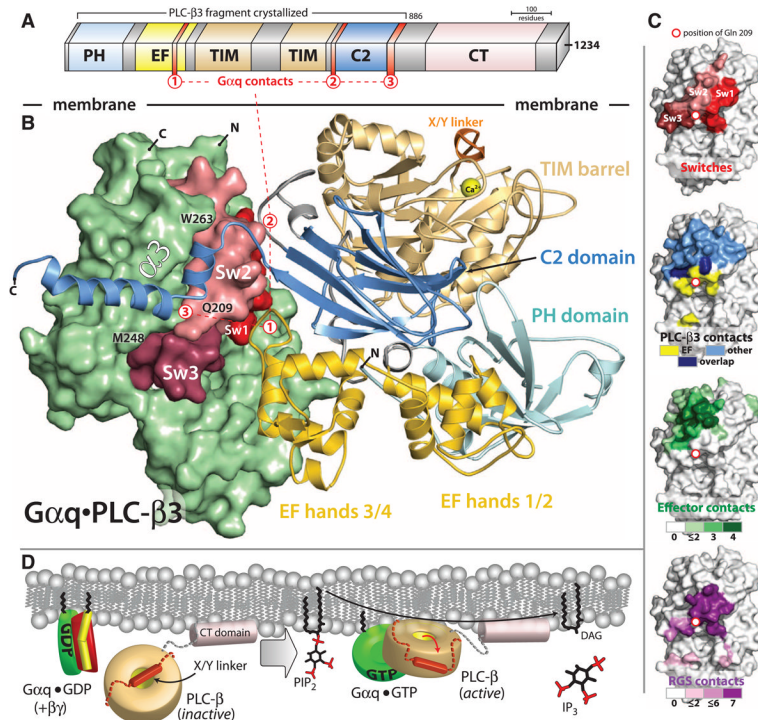 A
PLC-β3 fragment crystallized
886
100
residues
PH
EF
TIM
TIM
C2
CT
1234
1
Gαq contacts
2
3
membrane
membrane
B
C
N
X/Y linker
TIM barrel
Ca2+
W263
2
α3
Sw2
C2 domain
C
3
Q209
PH domain
Sw1
1
M248
N
Sw3
EF hands 3/4
EF hands 1/2
Gαq•PLC-β3
C
position of Gln 209
Sw2
Sw1
Sw3
Switches
PLC-β3 contacts
EF
other
overlap
Effector contacts
0
≤2
3
4
RGS contacts
0
≤2
≤6
7
D
GDP
CT domain
X/Y linker
Gαq•GDP
(+βγ)
PLC-β
(inactive)
PIP2
GTP
Gαq•GTP
PLC-β
(active)
DAG
IP3